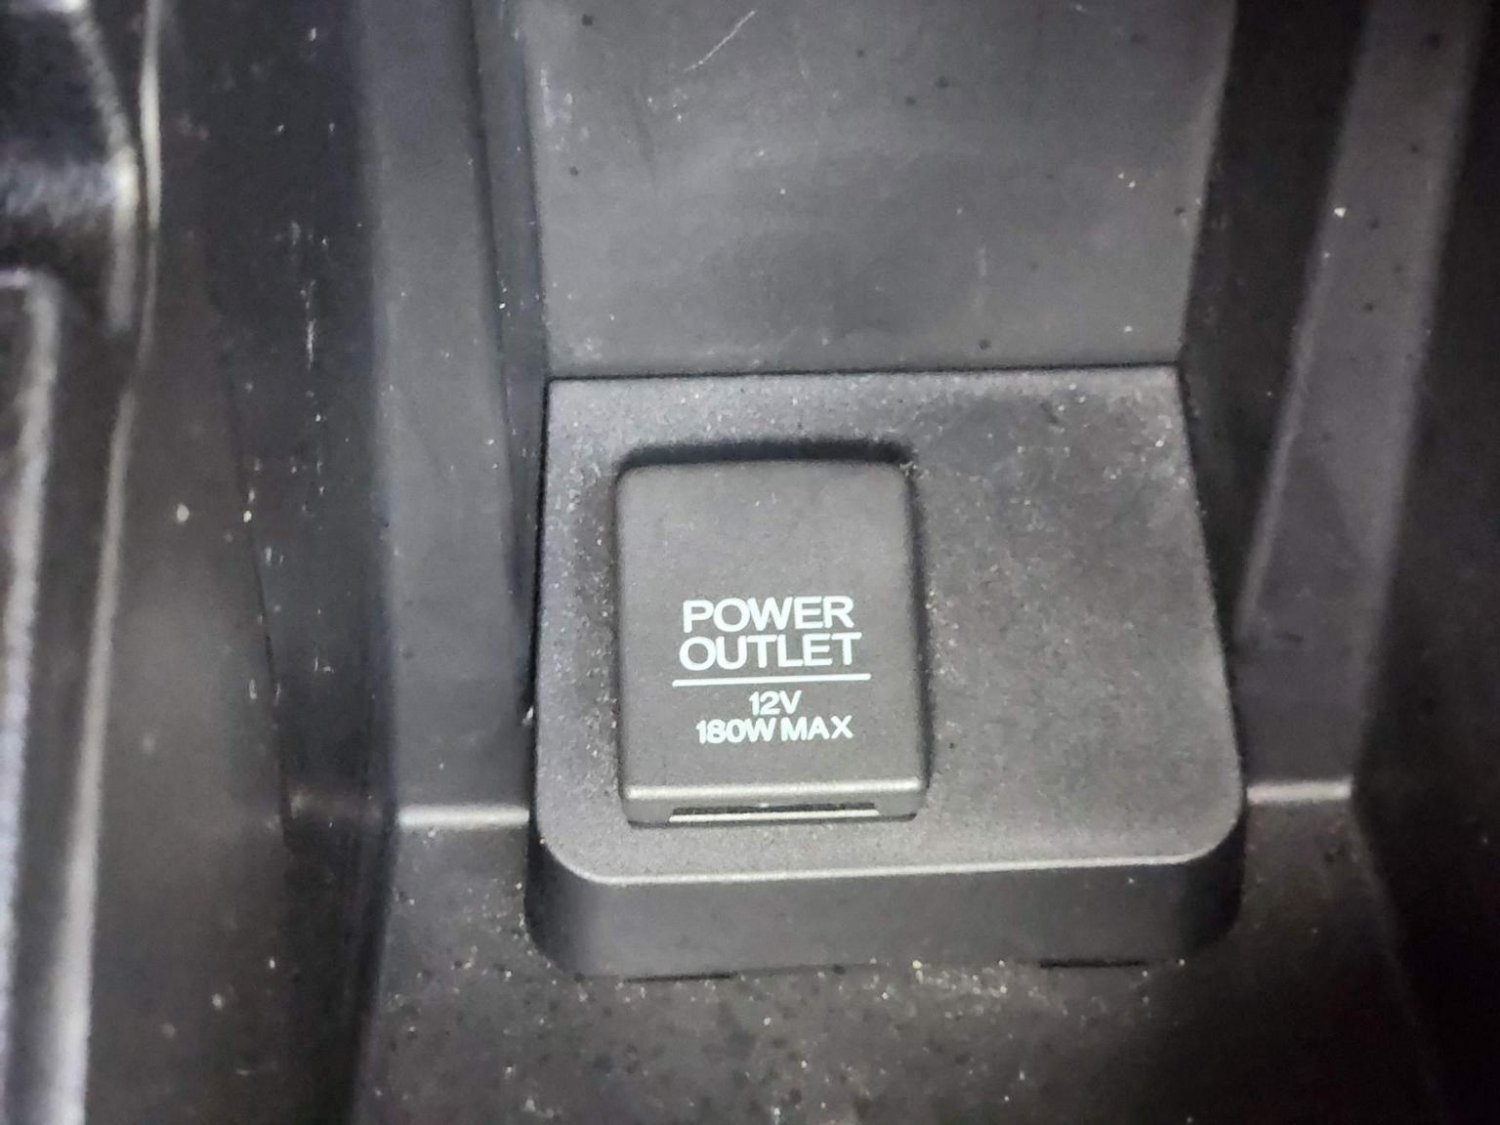 POWER
OUTLET
12V
180W MAX